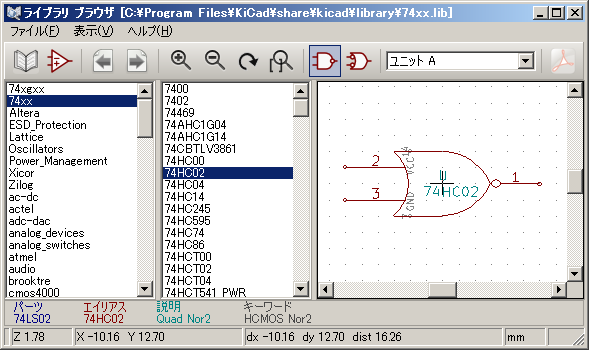 ライブラリ ブラウザ [C:¥Program Files¥KiCad¥share¥kicad¥library¥74xx.lib]
ファイル(F) 表示(V) ヘルプ(H)
ユニット A
74xgxx
74xx
Altera
ESD_Protection
Lattice
Oscillators
Power_Management
Xicor
Zilog
ac-dc
actel
adc-dac
analog_devices
analog_switches
atmel
audio
brooktre
cmos4000
7400
7402
74469
74AHC1G04
74AHC1G14
74CBTLV3861
74HC00
74HC02
74HC04
74HC14
74HC245
74HC595
74HC74
74HC86
74HCT00
74HCT02
74HCT04
74HCT541_PWR
14
VCC
2
U
1
74HC02
3
GND
7
パーツ エイリアス 説明 キーワード
74LS02 74HC02 Quad Nor2 HCMOS Nor2
Z 1.78 X -10.16 Y 12.70 dx -10.16 dy 12.70 dist 16.26 mm